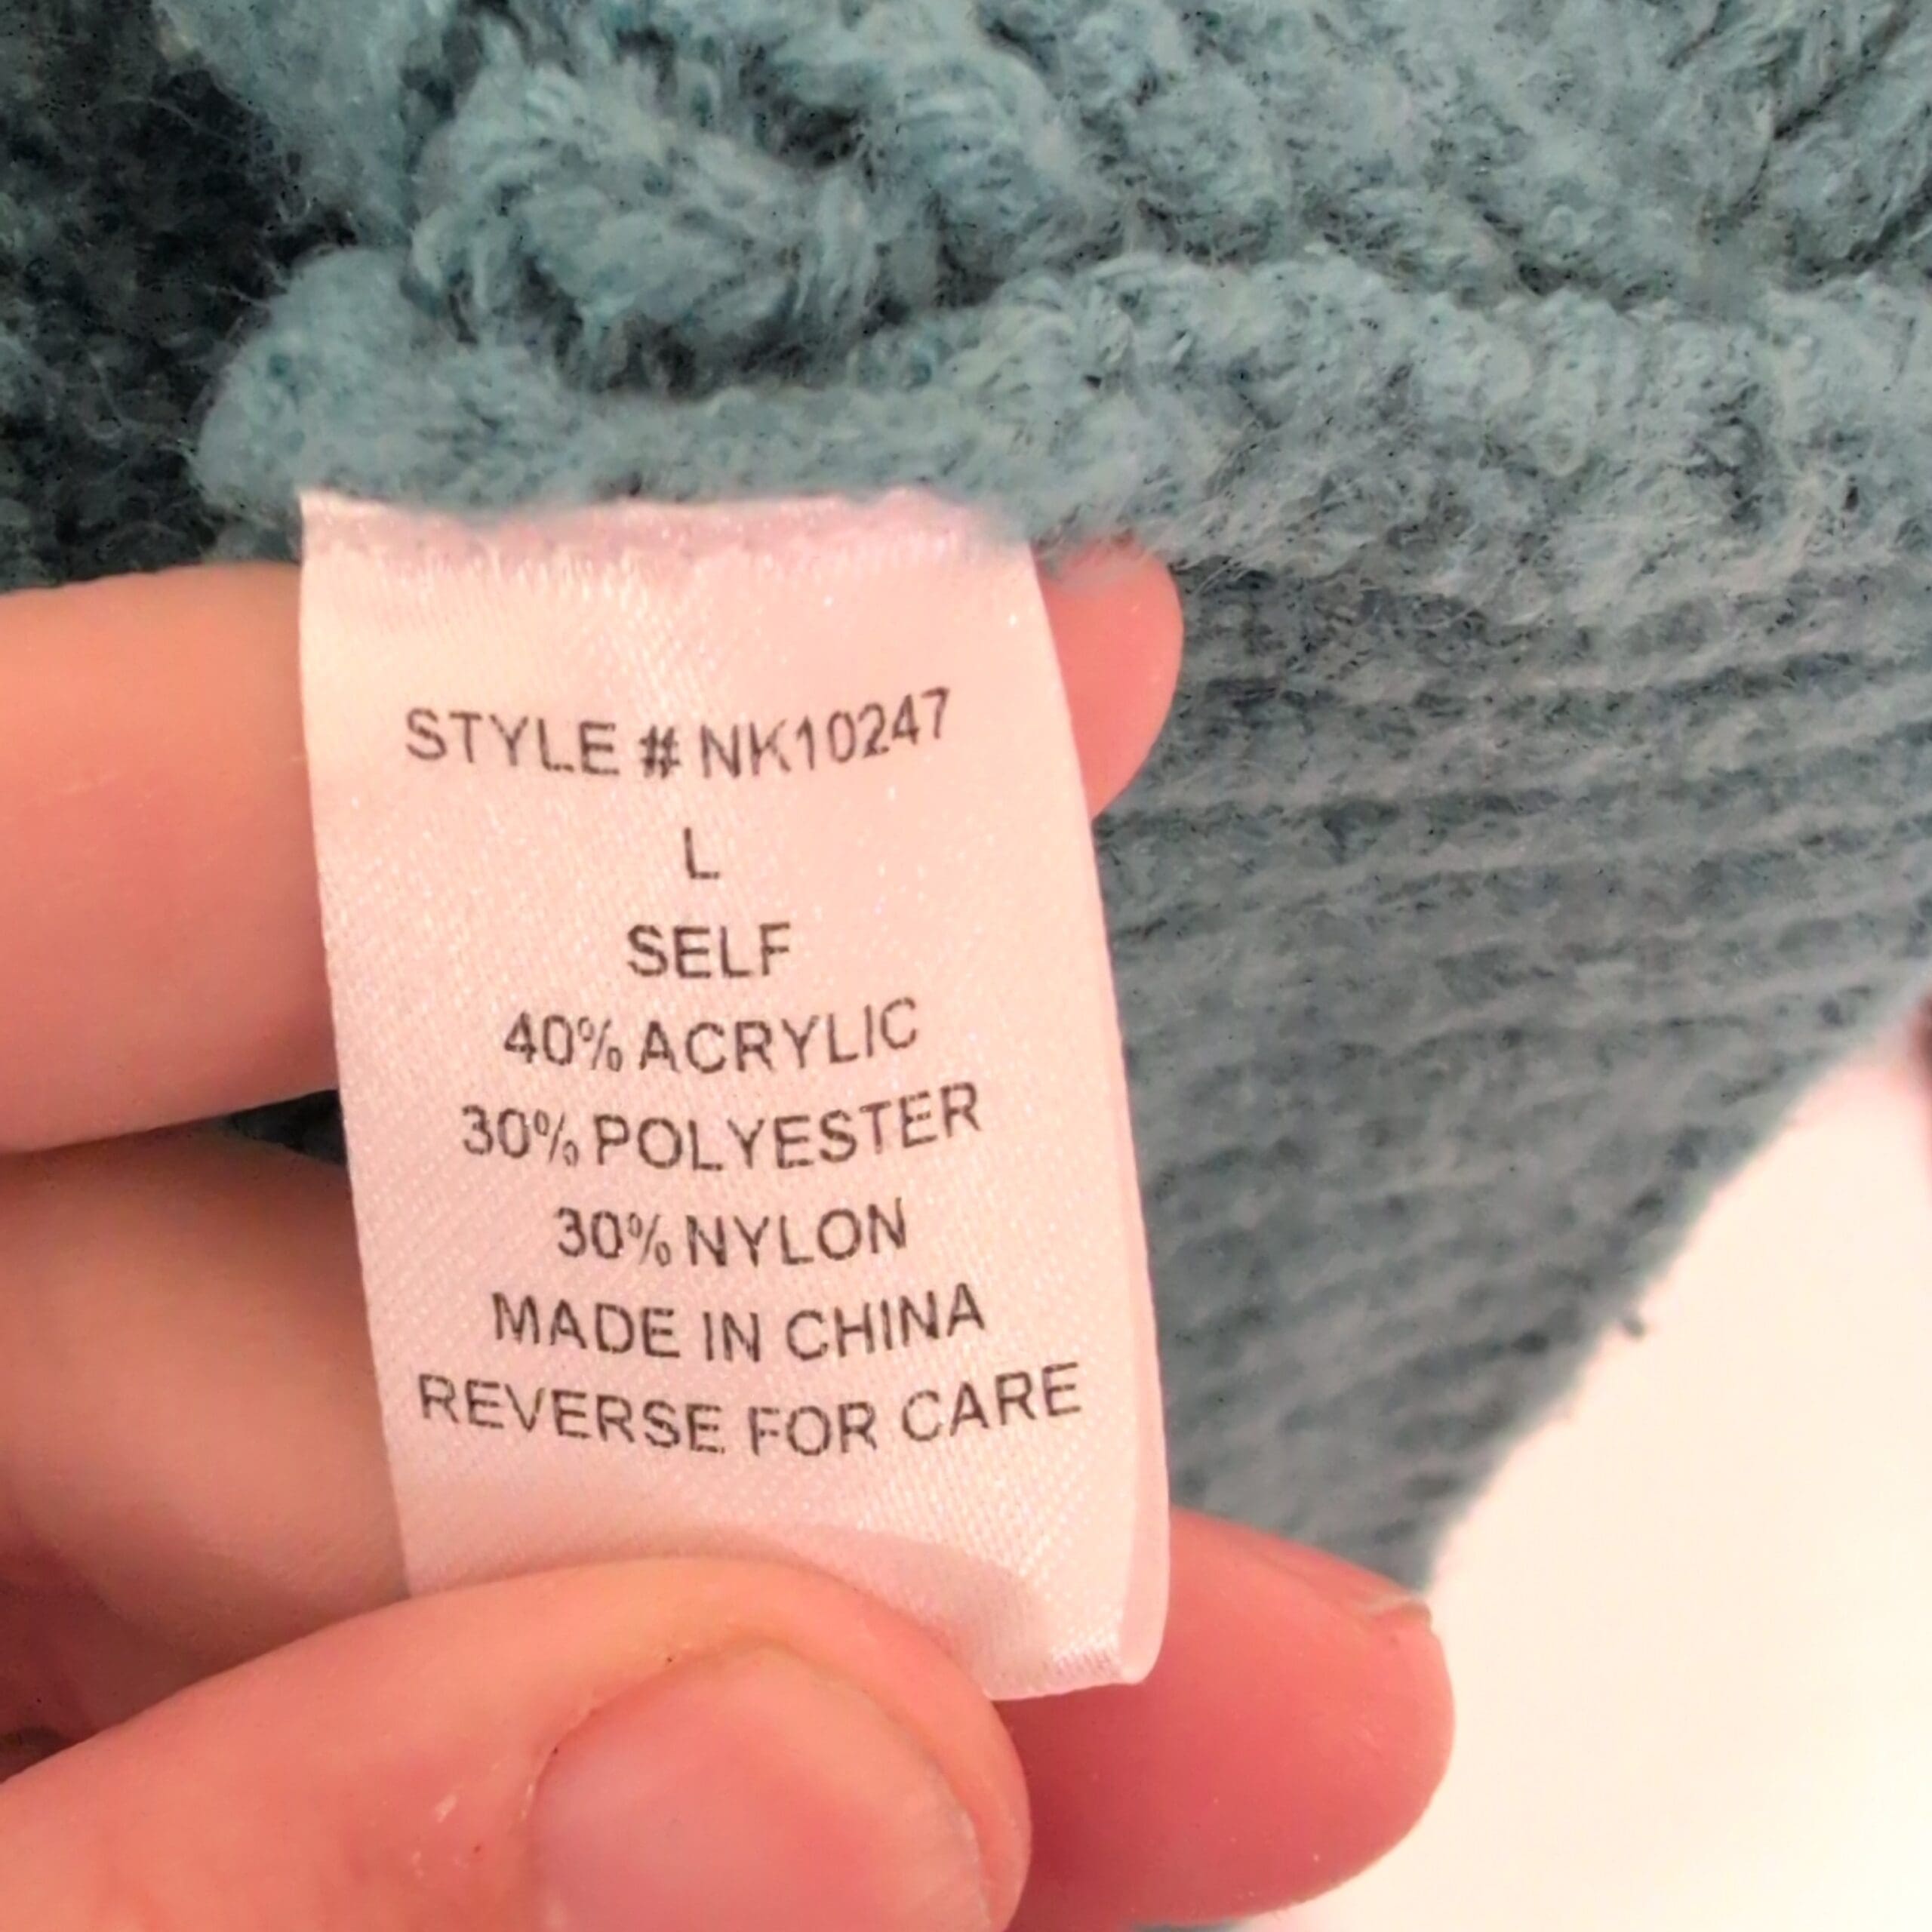 STYLE # NK10247
L
SELF
40% ACRYLIC
30% POLYESTER
30% NYLON
MADE IN CHINA
REVERSE FOR CARE